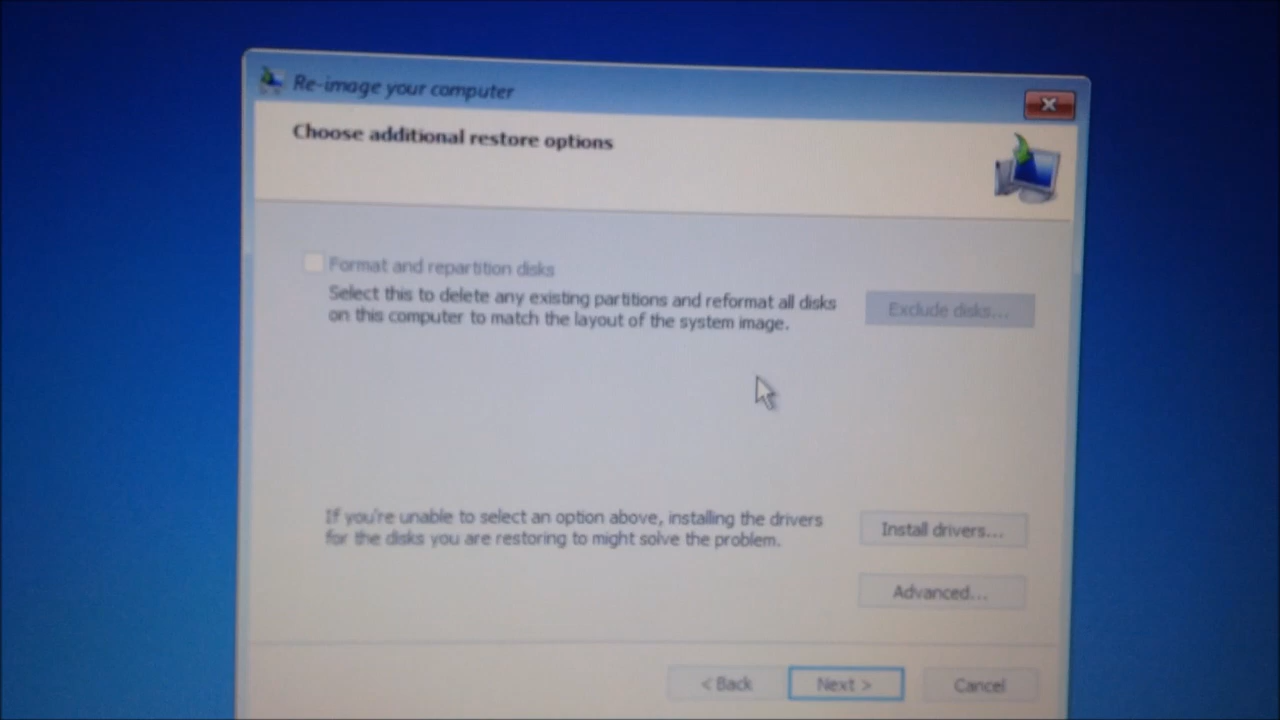 Re-image your computer
Choose additional restore options
Format and repartition disks
Select this to delete any existing partitions and reformat all disks
on this computer to match the layout of the system image.
Exclude disks...
If you're unable to select an option above, installing the drivers
for the disks you are restoring to might solve the problem.
Install drivers...
Advanced...
< Back
Next >
Cancel